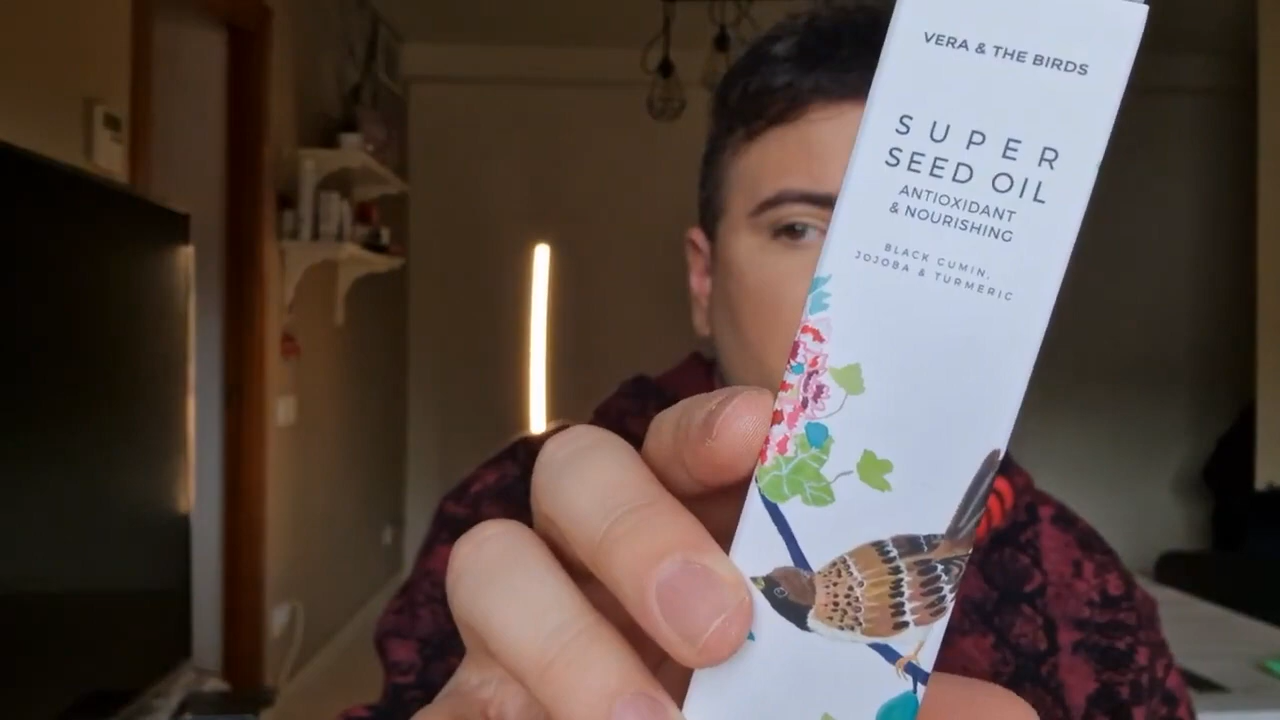 VERA & THE BIRDS
SUPER
SEED OIL
ANTIOXIDANT
& NOURISHING
BLACK CUMIN,
JOJOBA & TURMERIC